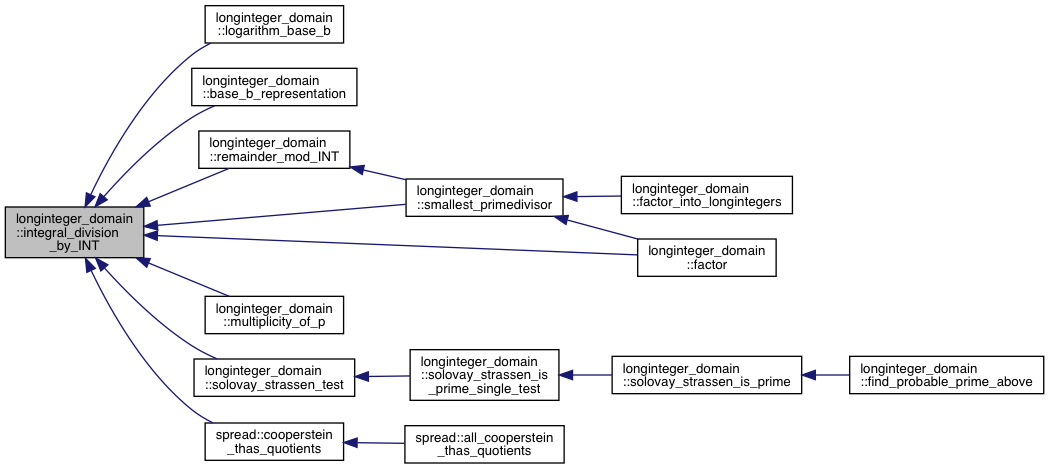 longinteger_domain
::integral_division
_by_INT
longinteger_domain
::logarithm_base_b
longinteger_domain
::base_b_representation
longinteger_domain
::remainder_mod_INT
longinteger_domain
::smallest_primedivisor
longinteger_domain
::factor_into_longintegers
longinteger_domain
::factor
longinteger_domain
::multiplicity_of_p
longinteger_domain
::solovay_strassen_test
longinteger_domain
::solovay_strassen_is
_prime_single_test
longinteger_domain
::solovay_strassen_is_prime
longinteger_domain
::find_probable_prime_above
spread::cooperstein
_thas_quotients
spread::all_cooperstein
_thas_quotients